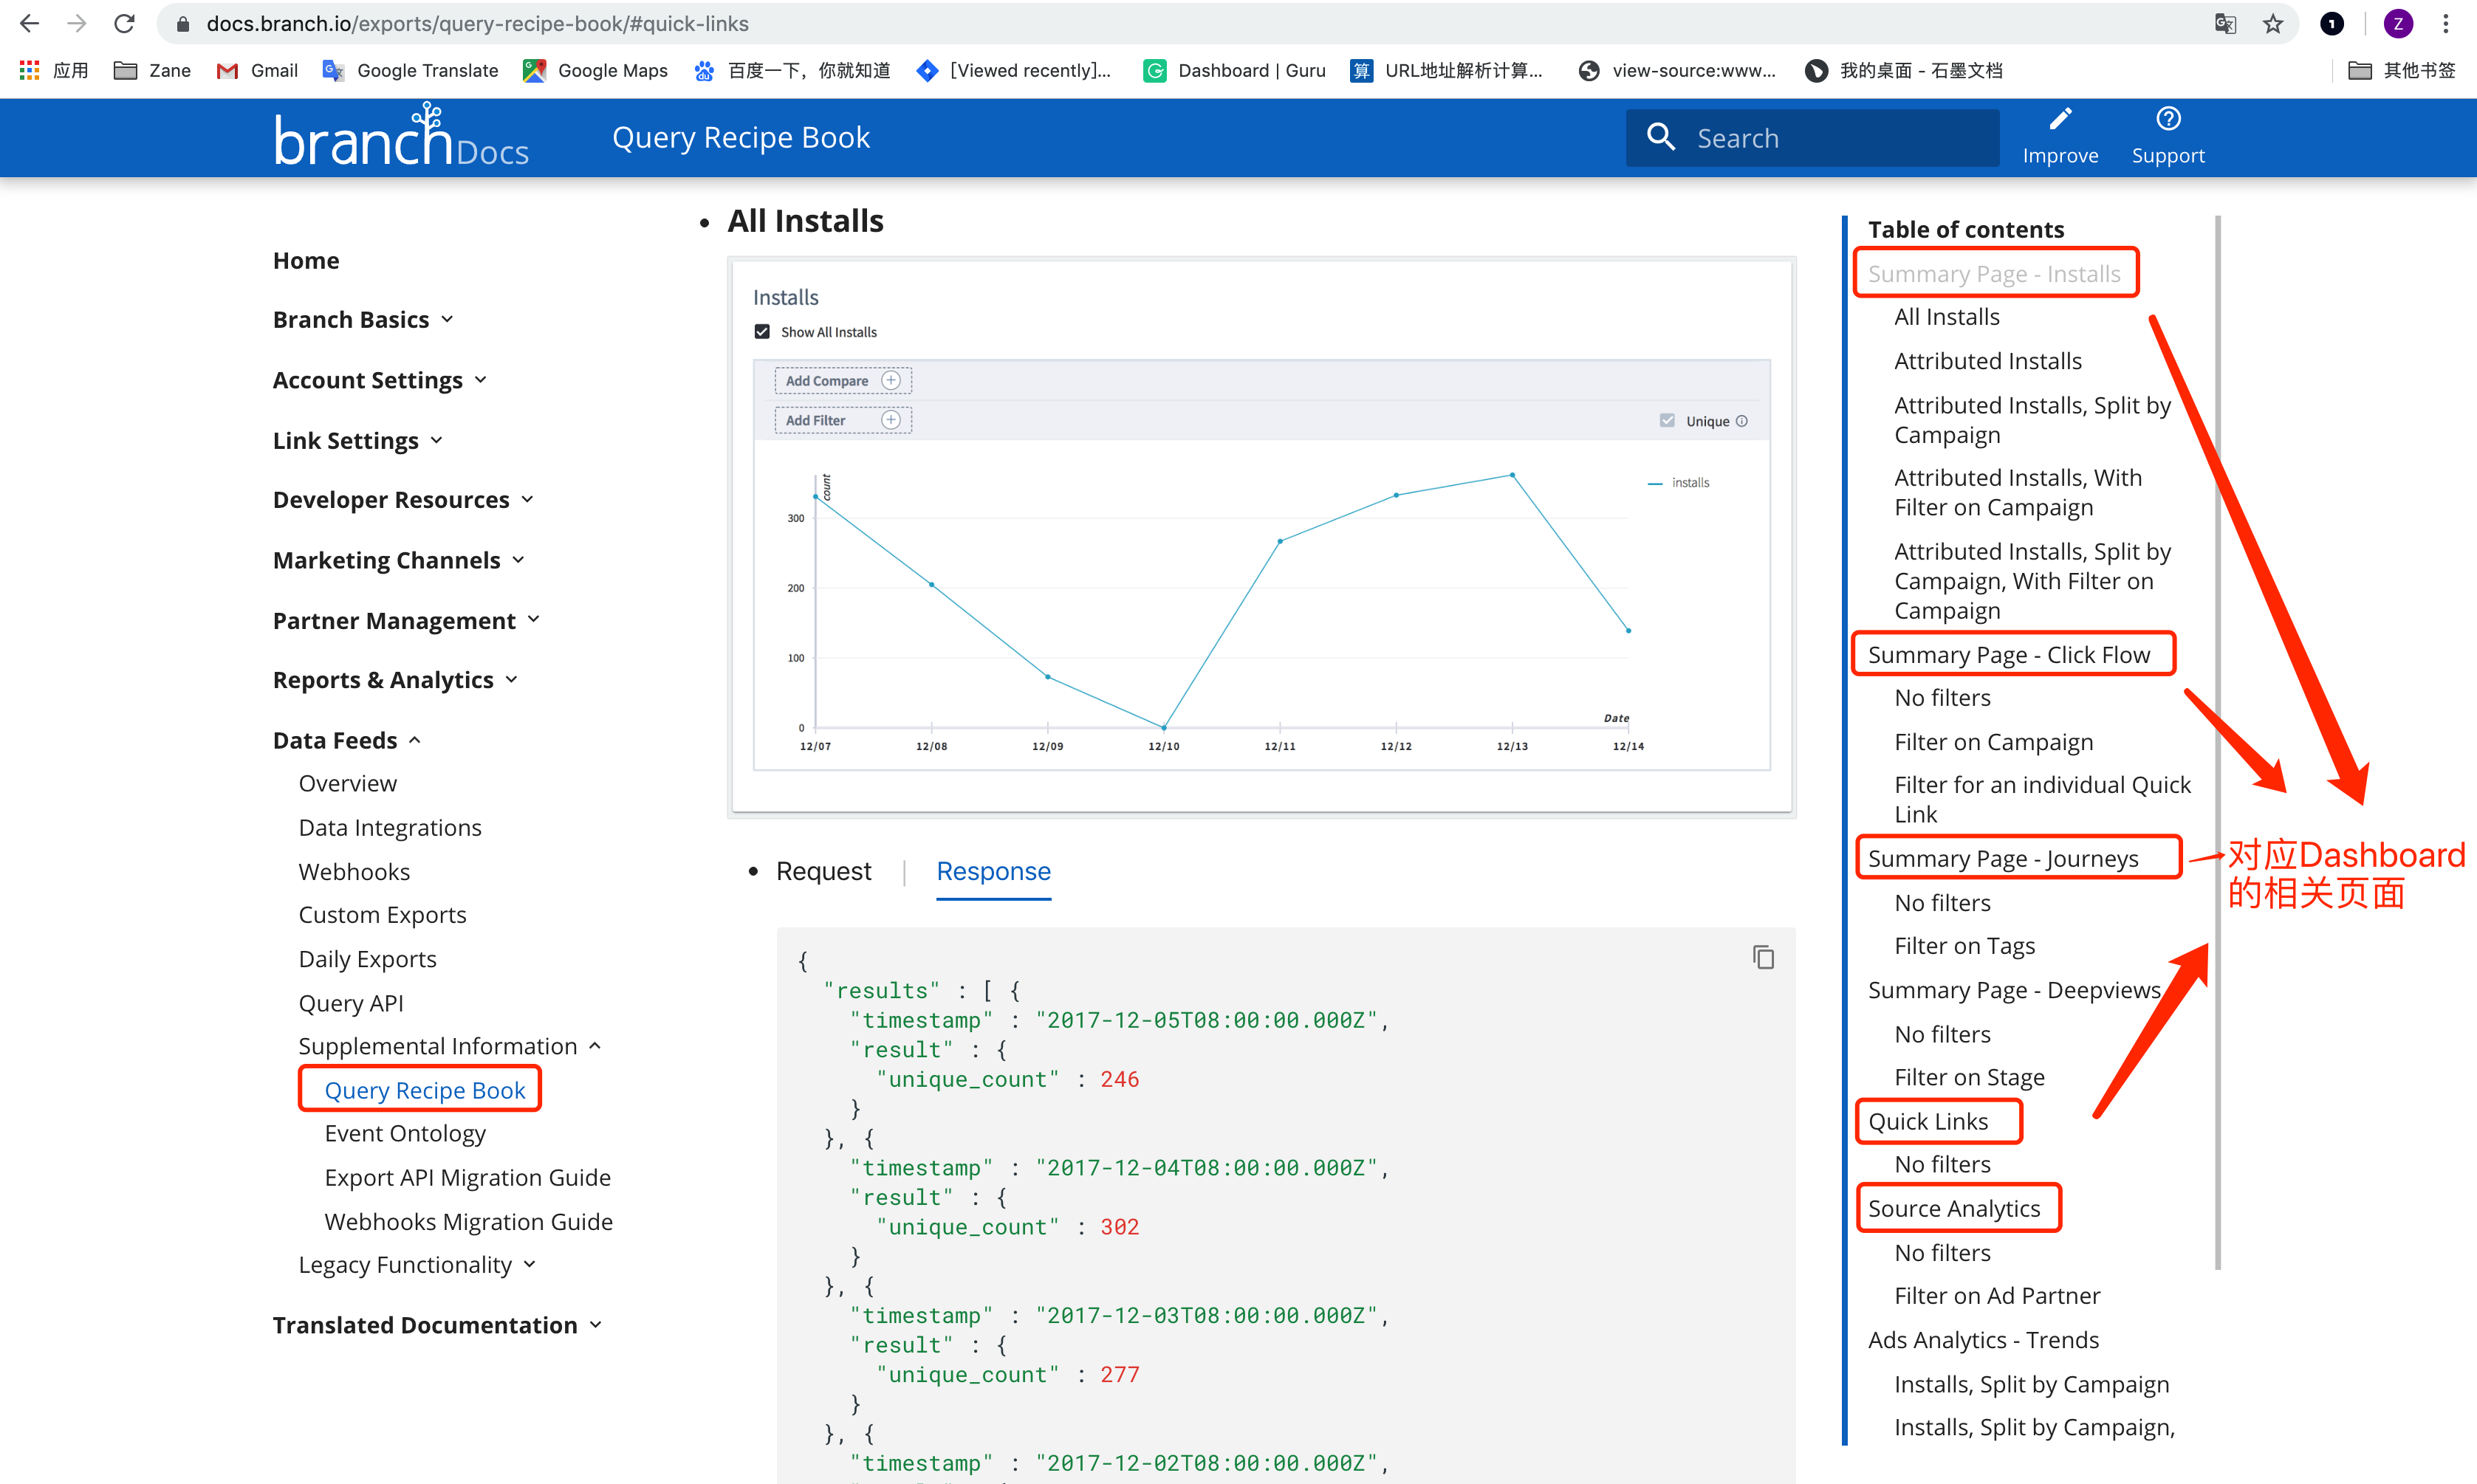 docs.branch.io/exports/query-recipe-book/#quick-links
1
Z
应用
Zane
Gmail
Google Translate
Google Maps
百度一下，你就知道
[Viewed recently]...
Dashboard | Guru
算
URL地址解析计算...
view-source:www...
我的桌面 - 石墨文档
其他书签
branch Docs
Query Recipe Book
Search
Improve
Support
Home
Branch Basics
Account Settings
Link Settings
Developer Resources
Marketing Channels
Partner Management
Reports & Analytics
Data Feeds
Overview
Data Integrations
Webhooks
Custom Exports
Daily Exports
Query API
Supplemental Information
Query Recipe Book
Event Ontology
Export API Migration Guide
Webhooks Migration Guide
Legacy Functionality
Translated Documentation
• All Installs
Installs
Show All Installs
Add Compare
Add Filter
Unique
count
installs
300
200
100
0
Date
12/07
12/08
12/09
12/10
12/11
12/12
12/13
12/14
• Request
Response
{
"results" : [ {
"timestamp" : "2017-12-05T08:00:00.000Z",
"result" : {
"unique_count" : 246
}
}, {
"timestamp" : "2017-12-04T08:00:00.000Z",
"result" : {
"unique_count" : 302
}
}, {
"timestamp" : "2017-12-03T08:00:00.000Z",
"result" : {
"unique_count" : 277
}
}, {
"timestamp" : "2017-12-02T08:00:00.000Z",
Table of contents
Summary Page - Installs
All Installs
Attributed Installs
Attributed Installs, Split by
Campaign
Attributed Installs, With
Filter on Campaign
Attributed Installs, Split by
Campaign, With Filter on
Campaign
Summary Page - Click Flow
No filters
Filter on Campaign
Filter for an individual Quick
Link
Summary Page - Journeys
No filters
Filter on Tags
Summary Page - Deepviews
No filters
Filter on Stage
Quick Links
No filters
Source Analytics
No filters
Filter on Ad Partner
Ads Analytics - Trends
Installs, Split by Campaign
Installs, Split by Campaign,
对应Dashboard
的相关页面